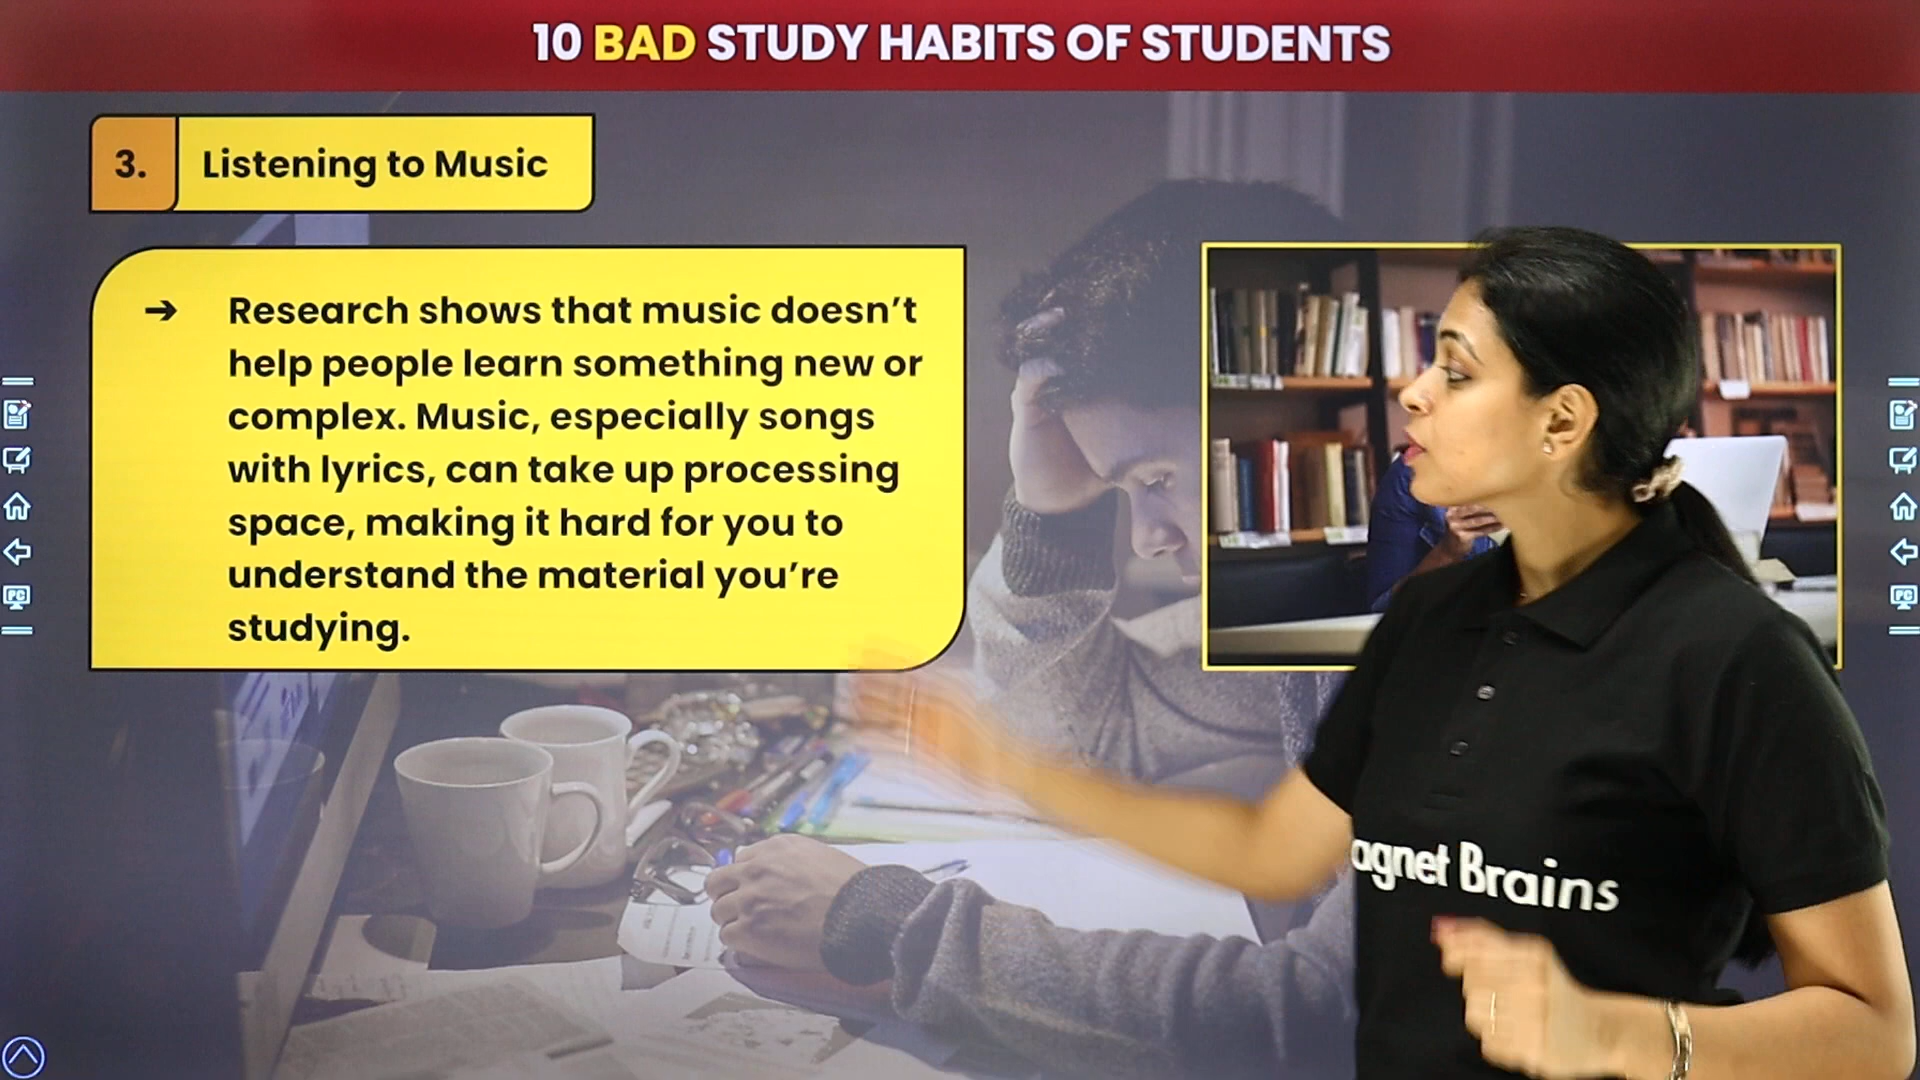 10 BAD STUDY HABITS OF STUDENTS
3. Listening to Music
➔ Research shows that music doesn’t
help people learn something new or
complex. Music, especially songs
with lyrics, can take up processing
space, making it hard for you to
understand the material you’re
studying.
agnet Brains
PC
PC